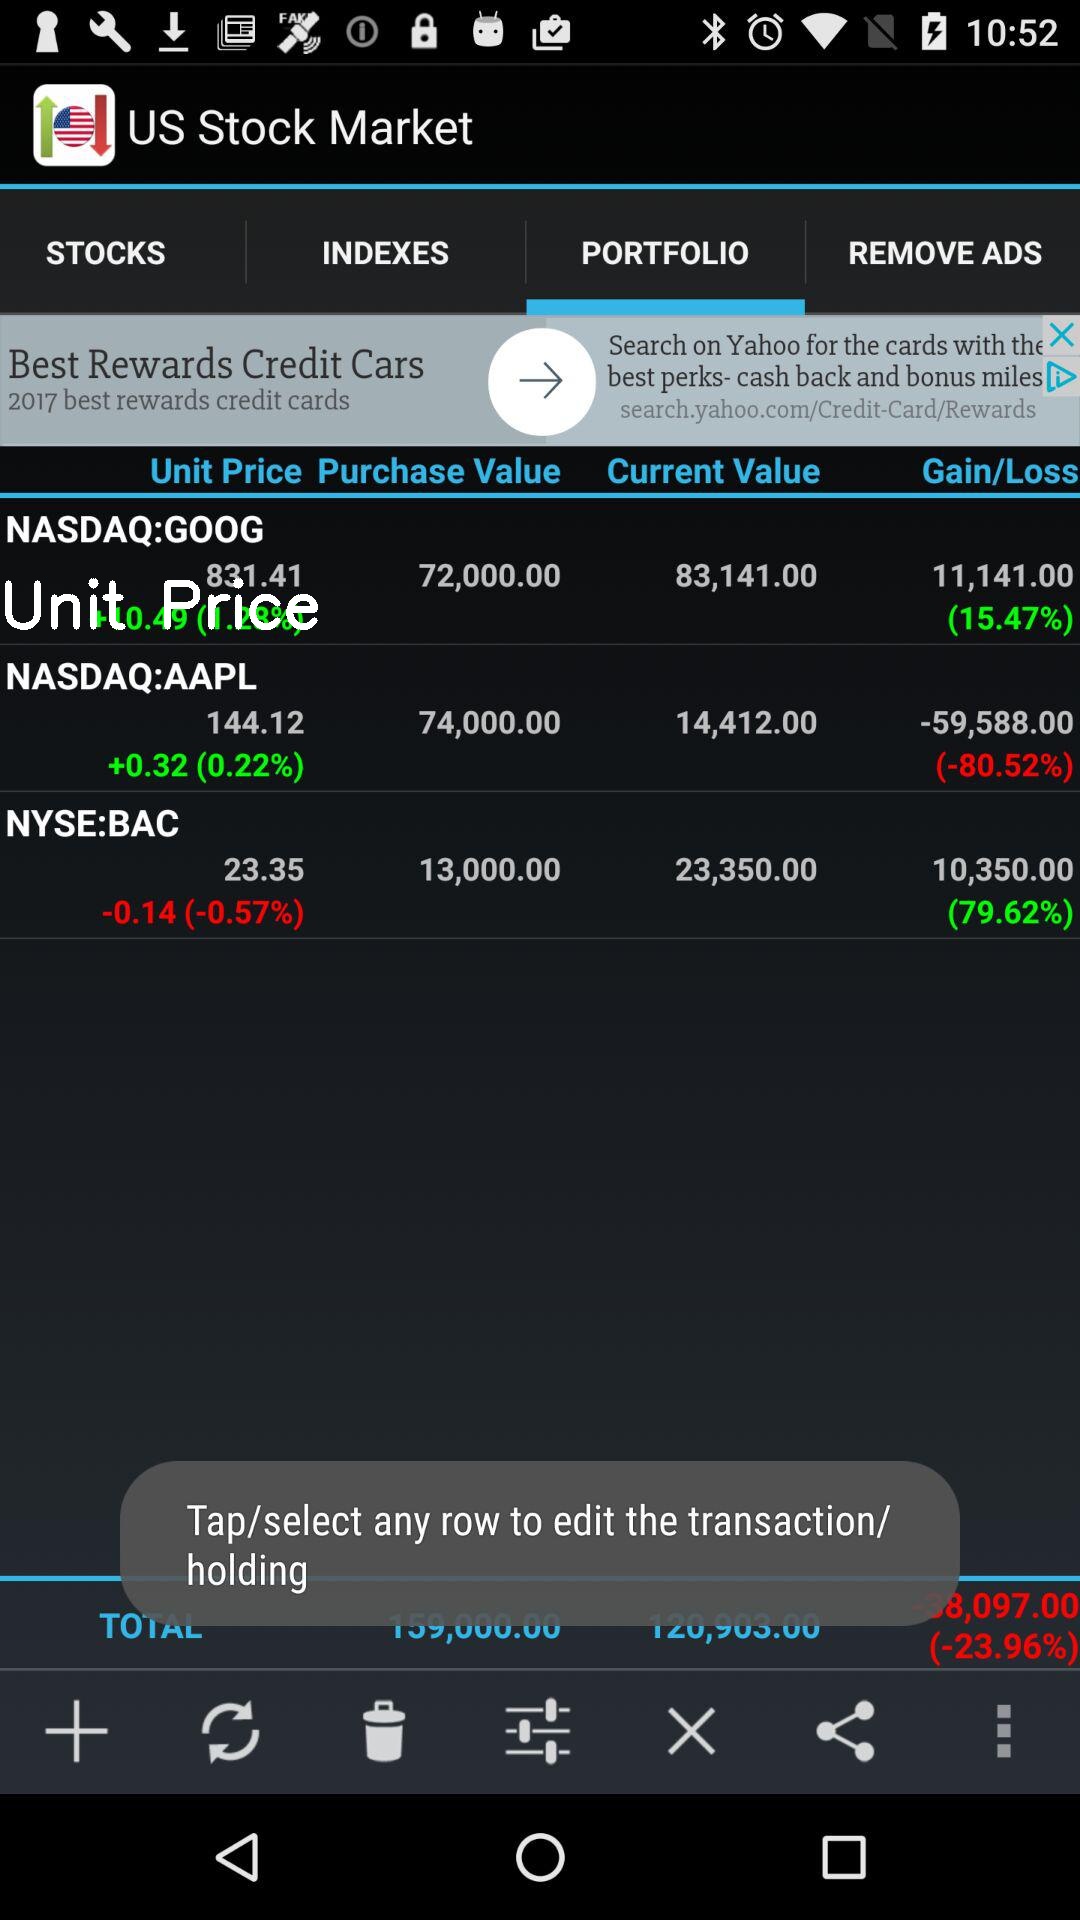 FAKE
10:52
US Stock Market
STOCKS INDEXES PORTFOLIO REMOVE ADS
Best Rewards Credit Cars
2017 best rewards credit cards
Search on Yahoo for the cards with the
best perks- cash back and bonus miles
search.yahoo.com/Credit-Card/Rewards
Unit Price Purchase Value Current Value Gain/Loss
NASDAQ:GOOG
831.41 72,000.00 83,141.00 11,141.00
Unit Price
+10.49 (1.28%) (15.47%)
NASDAQ:AAPL
144.12 74,000.00 14,412.00 -59,588.00
+0.32 (0.22%) (-80.52%)
NYSE:BAC
23.35 13,000.00 23,350.00 10,350.00
-0.14 (-0.57%) (79.62%)
Tap/select any row to edit the transaction/
holding
TOTAL 159,000.00 120,903.00 -38,097.00
(-23.96%)